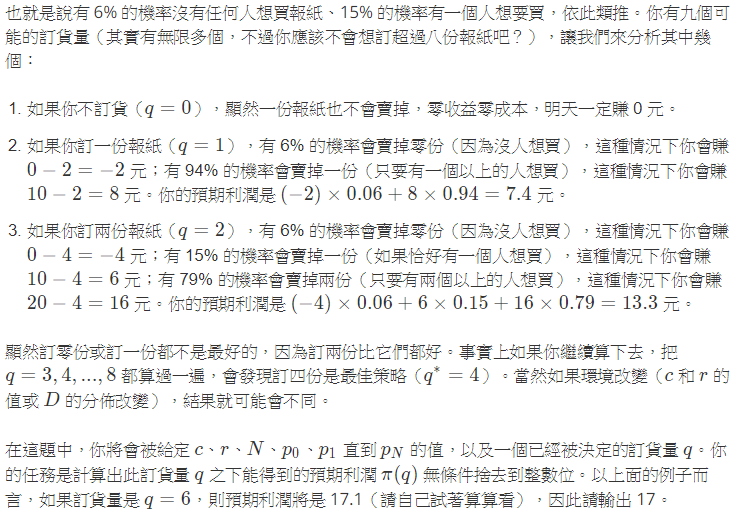 也就是說有 6% 的機率沒有任何人想買報紙、15% 的機率有一個人想要買，依此類推。你有九個可
能的訂貨量（其實有無限多個，不過你應該不會想訂超過八份報紙吧？），讓我們來分析其中幾
個：
1. 如果你不訂貨（q = 0），顯然一份報紙也不會賣掉，零收益零成本，明天一定賺 0 元。
2. 如果你訂一份報紙（q = 1），有 6% 的機率會賣掉零份（因為沒人想買），這種情況下你會賺
0 − 2 = −2 元；有 94% 的機率會賣掉一份（只要有一個以上的人想買），這種情況下你會賺
10 − 2 = 8 元。你的預期利潤是 (−2) × 0.06 + 8 × 0.94 = 7.4 元。
3. 如果你訂兩份報紙（q = 2），有 6% 的機率會賣掉零份（因為沒人想買），這種情況下你會賺
0 − 4 = −4 元；有 15% 的機率會賣掉一份（如果恰好有一個人想買），這種情況下你會賺
10 − 4 = 6 元；有 79% 的機率會賣掉兩份（只要有兩個以上的人想買），這種情況下你會賺
20 − 4 = 16 元。你的預期利潤是 (−4) × 0.06 + 6 × 0.15 + 16 × 0.79 = 13.3 元。
顯然訂零份或訂一份都不是最好的，因為訂兩份比它們都好。事實上如果你繼續算下去，把
q = 3, 4, ..., 8 都算過一遍，會發現訂四份是最佳策略（q* = 4）。當然如果環境改變（c 和 r 的
值或 D 的分佈改變），結果就可能會不同。
在這題中，你將會被給定 c、r、N、p₀、p₁ 直到 p_N 的值，以及一個已經被決定的訂貨量 q。你
的任務是計算出此訂貨量 q 之下能得到的預期利潤 π(q) 無條件捨去到整數位。以上面的例子而
言，如果訂貨量是 q = 6，則預期利潤將是 17.1（請自己試著算算看），因此請輸出 17。